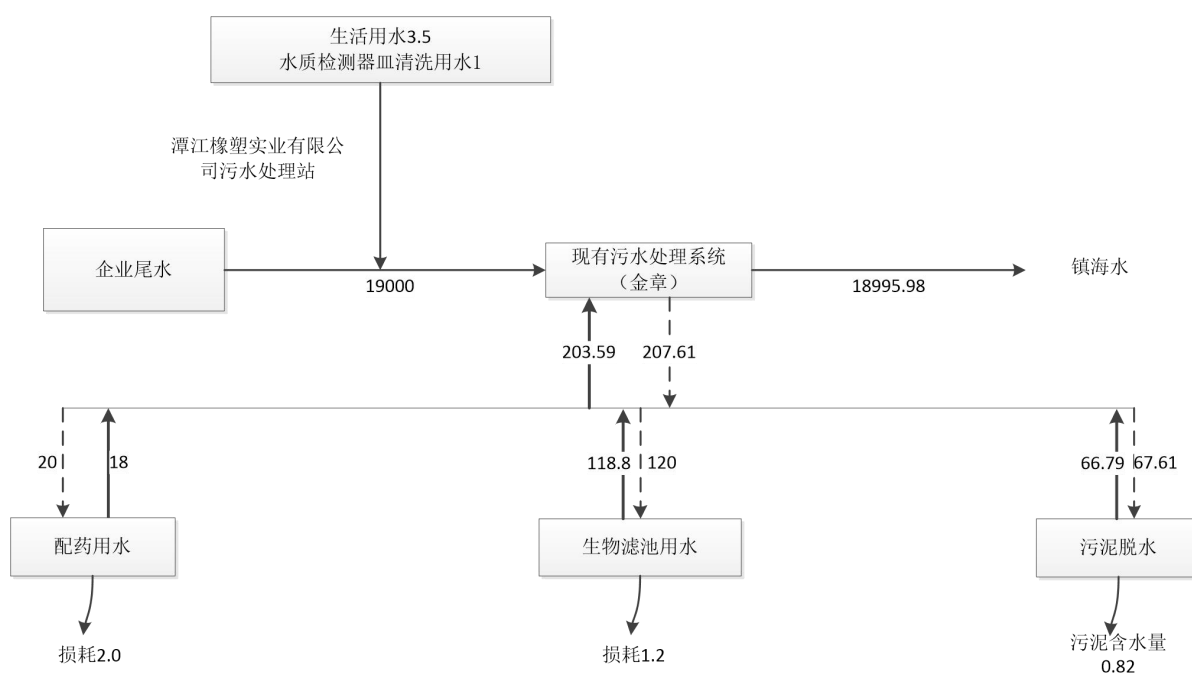 生活用水3.5
水质检测器皿清洗用水1
潭江橡塑实业有限公
司污水处理站
企业尾水
19000
现有污水处理系统
（金章）
18995.98
镇海水
203.59
207.61
20
18
118.8
120
66.79
67.61
配药用水
生物滤池用水
污泥脱水
损耗2.0
损耗1.2
污泥含水量
0.82